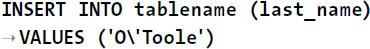 INSERT INTO tablename (last_name)
→VALUES ('O\'Toole')